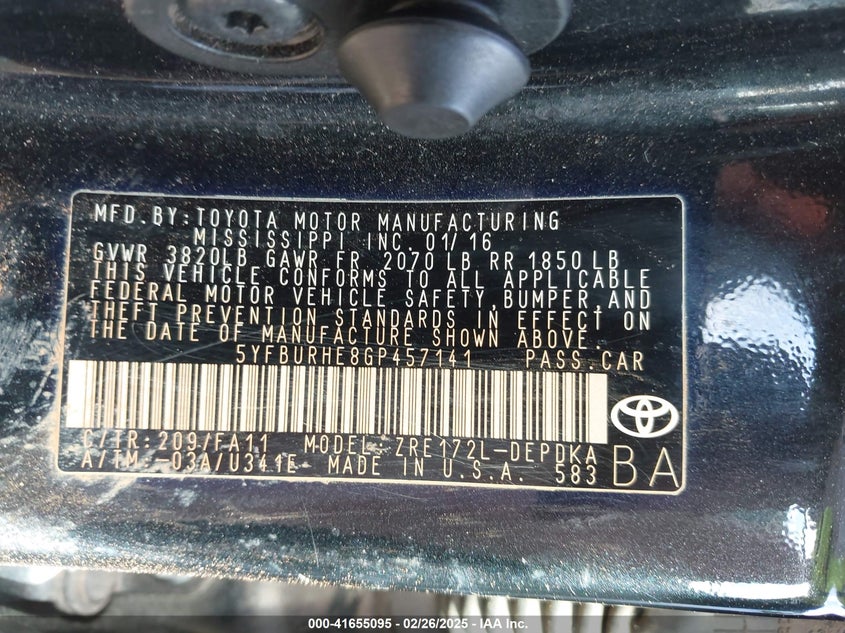 MFD.BY:TOYOTA MOTOR MANUFACTURING
MISSISSIPPI INC. 01/16
GVWR 3820LB GAWR FR 2070 LB RR 1850 LB
THIS VEHICLE CONFORMS TO ALL APPLICABLE
FEDERAL MOTOR VEHICLE SAFETY,BUMPER,AND
THEFT PREVENTION STANDARDS IN EFFECT ON
THE DATE OF MANUFACTURE SHOWN ABOVE.
5YFBURHE8GP457141 PASS.CAR
C/TR:209/FA11 MODEL: ZRE172L-DEPDKA
A/TM:-03A/U341E MADE IN U.S.A. 583
BA
000-41655095 - 02/26/2025 - IAA Inc.